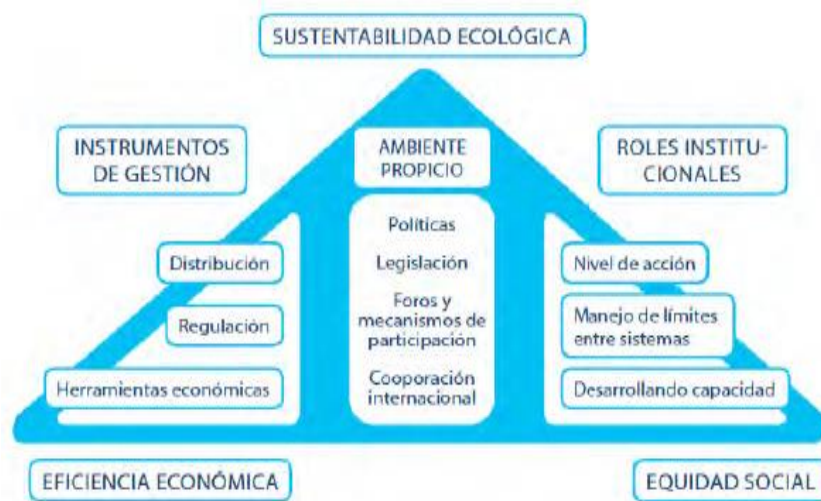 SUSTENTABILIDAD ECOLÓGICA
INSTRUMENTOS
DE GESTIÓN
AMBIENTE
PROPICIO
ROLES INSTITU-
CIONALES
Distribución
Regulación
Herramientas económicas
Políticas
Legislación
Foros y
mecanismos de
participación
Cooporación
internacional
Nivel de acción
Manejo de límites
entre sistemas
Desarrollando capacidad
EFICIENCIA ECONÓMICA
EQUIDAD SOCIAL